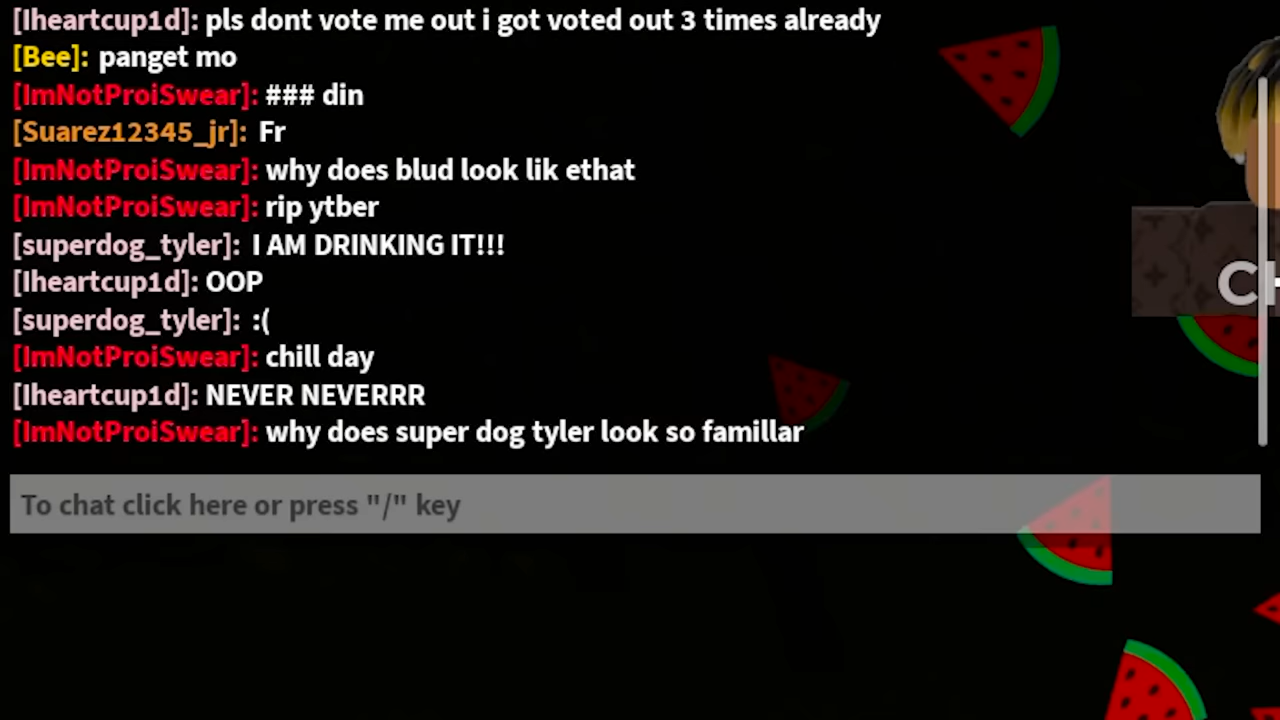 [Iheartcup1d]: pls dont vote me out i got voted out 3 times already
[Bee]: panget mo
[ImNotProiSwear]: ### din
[Suarez12345_jr]: Fr
[ImNotProiSwear]: why does blud look lik ethat
[ImNotProiSwear]: rip ytber
[superdog_tyler]: I AM DRINKING IT!!!
[Iheartcup1d]: OOP
[superdog_tyler]: :(
[ImNotProiSwear]: chill day
[Iheartcup1d]: NEVER NEVERRR
[ImNotProiSwear]: why does super dog tyler look so famillar
To chat click here or press "/" key